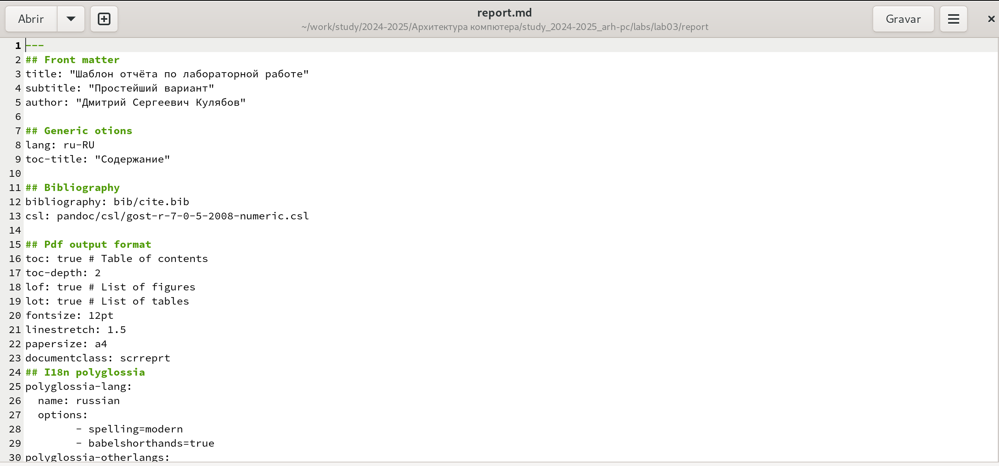 Abrir
report.md
~/work/study/2024-2025/Архитектура компютера/study_2024-2025_arh-pc/labs/lab03/report
Gravar
1 ---
2 ## Front matter
3 title: "Шаблон отчёта по лабораторной работе"
4 subtitle: "Простейший вариант"
5 author: "Дмитрий Сергеевич Кулябов"
6
7 ## Generic otions
8 lang: ru-RU
9 toc-title: "Содержание"
10
11 ## Bibliography
12 bibliography: bib/cite.bib
13 csl: pandoc/csl/gost-r-7-0-5-2008-numeric.csl
14
15 ## Pdf output format
16 toc: true # Table of contents
17 toc-depth: 2
18 lof: true # List of figures
19 lot: true # List of tables
20 fontsize: 12pt
21 linestretch: 1.5
22 papersize: a4
23 documentclass: scrreprt
24 ## I18n polyglossia
25 polyglossia-lang:
26   name: russian
27   options:
28         - spelling=modern
29         - babelshorthands=true
30 polyglossia-otherlangs: